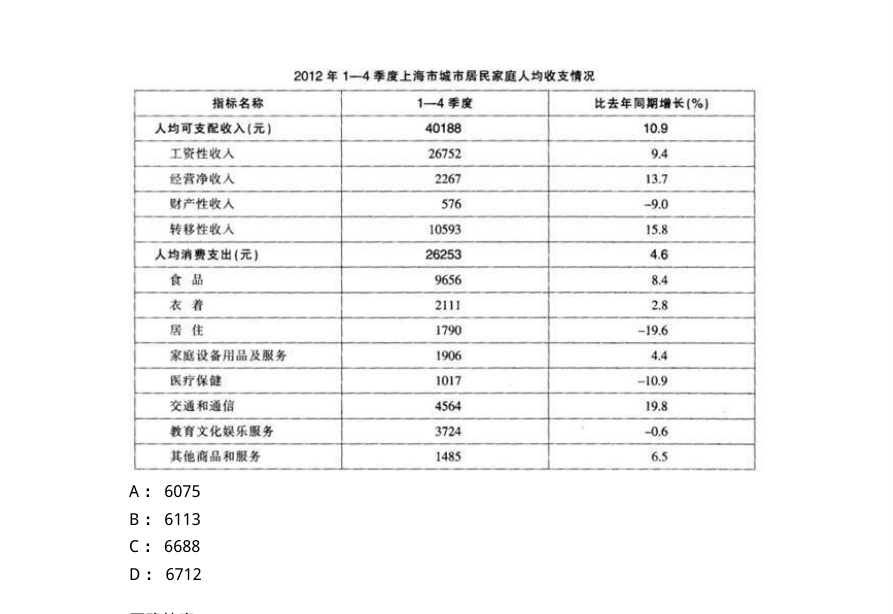 2012 年 1—4 季度上海市城市居民家庭人均收支情况
指标名称 1—4 季度 比去年同期增长(%)
人均可支配收入(元) 40188 10.9
工资性收入 26752 9.4
经营净收入 2267 13.7
财产性收入 576 –9.0
转移性收入 10593 15.8
人均消费支出(元) 26253 4.6
食 品 9656 8.4
衣 着 2111 2.8
居 住 1790 –19.6
家庭设备用品及服务 1906 4.4
医疗保健 1017 –10.9
交通和通信 4564 19.8
教育文化娱乐服务 3724 –0.6
其他商品和服务 1485 6.5
A： 6075
B： 6113
C： 6688
D： 6712